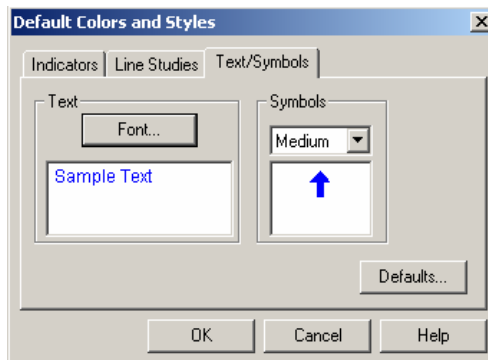 Default Colors and Styles
Indicators Line Studies Text/Symbols
Text
Font...
Sample Text
Symbols
Medium
Defaults...
OK Cancel Help